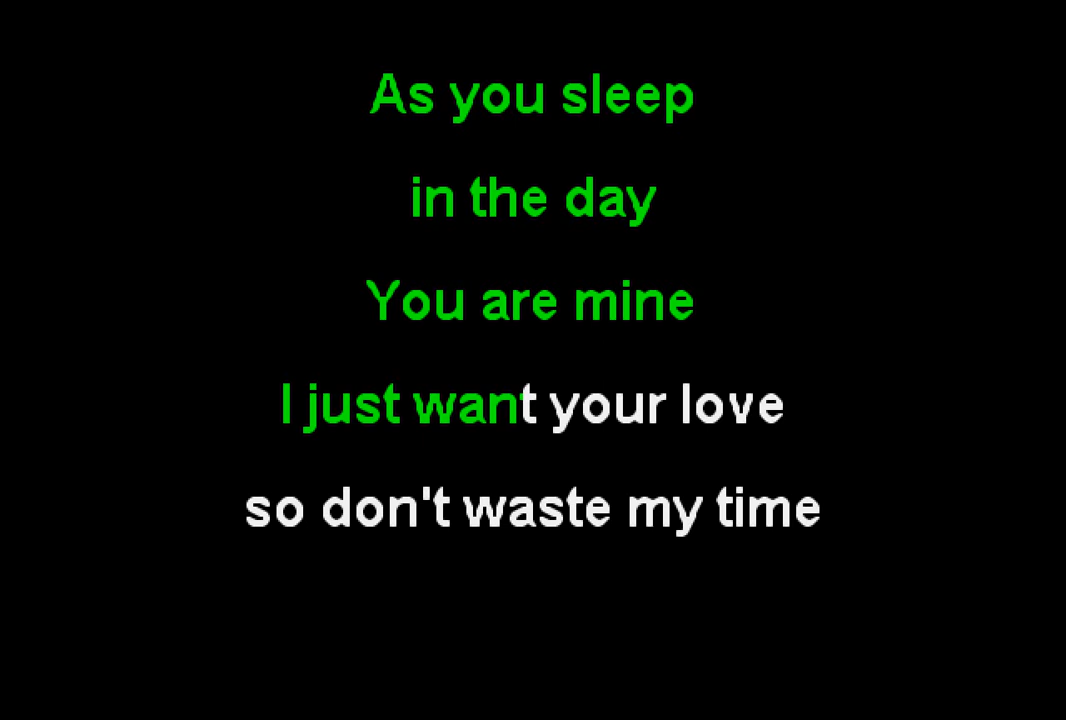 As you sleep
in the day
You are mine
I just want your love
so don't waste my time